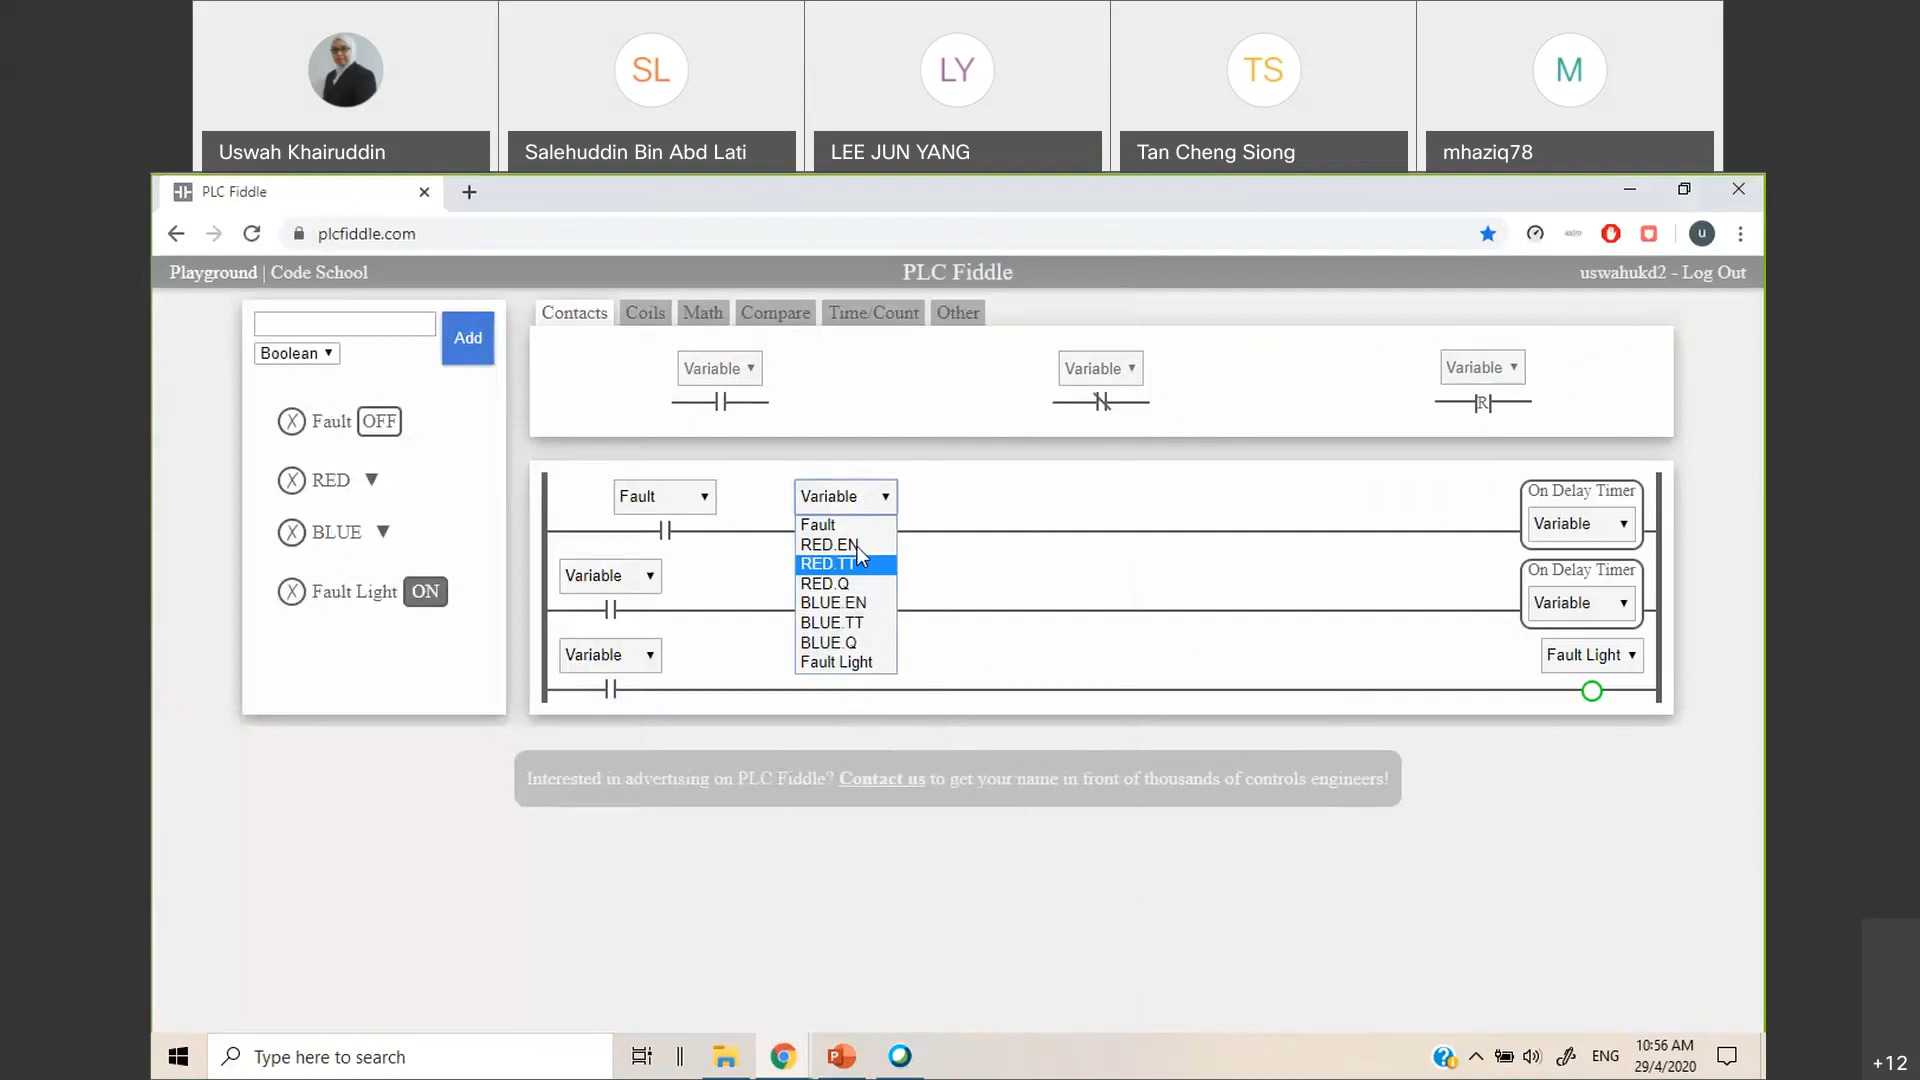 SL
LY
TS
M
Uswah Khairuddin
Salehuddin Bin Abd Lati
LEE JUN YANG
Tan Cheng Siong
mhaziq78
PLC Fiddle
plcfiddle.com
u
Playground | Code School
PLC Fiddle
uswahukd2 - Log Out
Add
Boolean
Fault OFF
RED
BLUE
Fault Light ON
Contacts
Coils
Math
Compare
Time/Count
Other
Variable
Variable
Variable
R
Fault
Variable
Fault
RED.EN
RED.TT
RED.Q
BLUE.EN
BLUE.TT
BLUE.Q
Fault Light
On Delay Timer
Variable
Variable
On Delay Timer
Variable
Variable
Fault Light
Interested in advertising on PLC Fiddle? Contact us to get your name in front of thousands of controls engineers!
Type here to search
ENG
10:56 AM
29/4/2020
+12